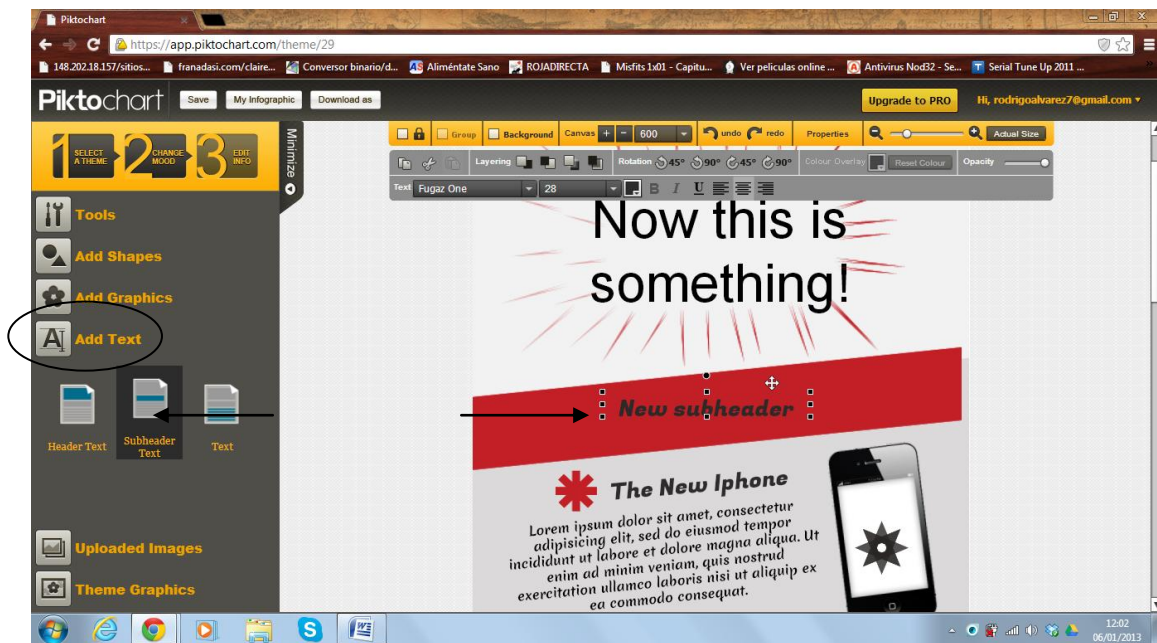 Piktochart
https://app.piktochart.com/theme/29
148.202.18.157/sitios... franadasi.com/claire... Conversor binario/d... Aliméntate Sano ROJADIRECTA Misfits 1x01 - Capitu... Ver peliculas online ... Antivirus Nod32 - Se... Serial Tune Up 2011 ...
Piktochart Save My Infographic Download as Upgrade to PRO Hi, rodrigoalvarez7@gmail.com
1 SELECT A THEME 2 CHANGE MOOD 3 EDIT INFO
Minimize
Group Background Canvas + - 600 undo redo Properties Actual Size
Layering Rotation 45° 90° 45° 90° Colour Overlay Reset Colour Opacity
Text Fugaz One 28 B I U
Tools
Add Shapes
Add Graphics
A Add Text
Header Text
Subheader Text
Text
Uploaded Images
Theme Graphics
Now this is
something!
New subheader
The New Iphone
Lorem ipsum dolor sit amet, consectetur
adipisicing elit, sed do eiusmod tempor
incididunt ut labore et dolore magna aliqua. Ut
enim ad minim veniam, quis nostrud
exercitation ullamco laboris nisi ut aliquip ex
ea commodo consequat.
12:02
06/01/2013